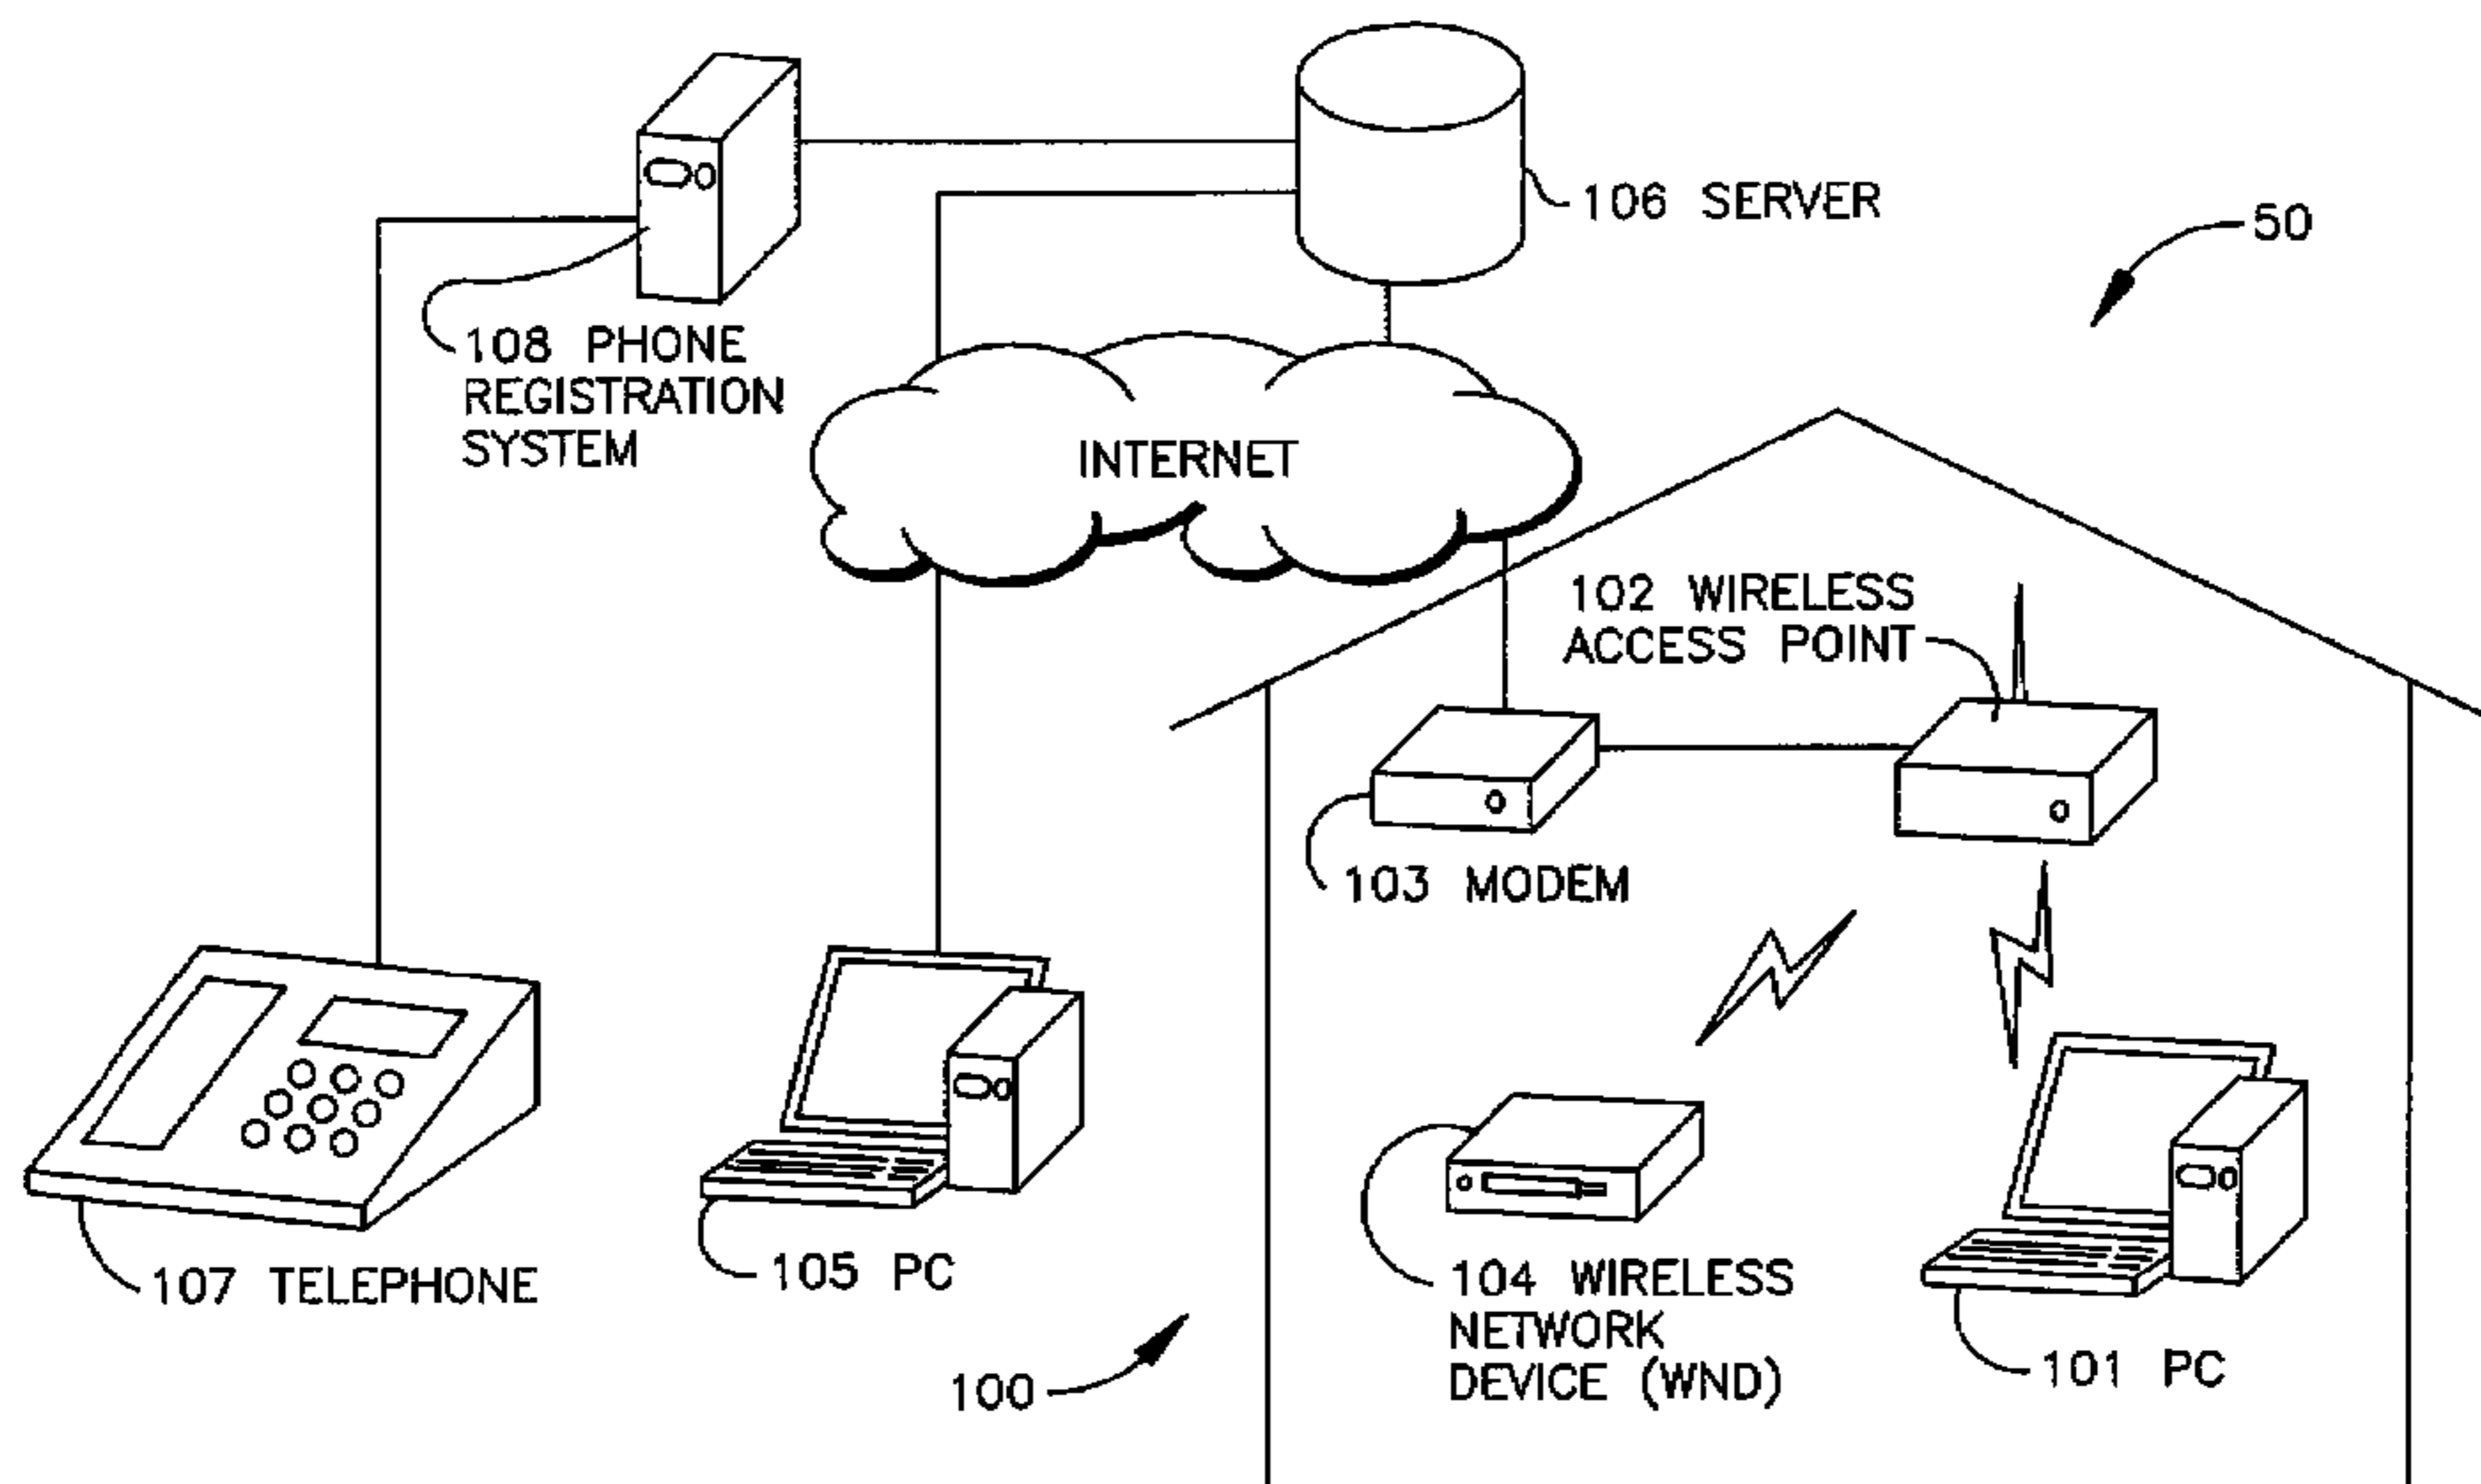 106 SERVER
50
108 PHONE
REGISTRATION
SYSTEM
INTERNET
102 WIRELESS
ACCESS POINT
103 MODEM
107 TELEPHONE
105 PC
104 WIRELESS
NETWORK
DEVICE (WND)
101 PC
100